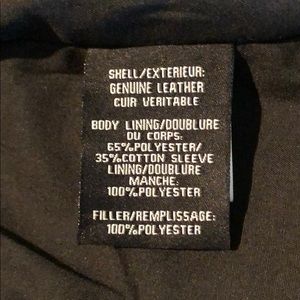 SHELL/EXTERIEUR:
GENUINE LEATHER
CUIR VERITABLE
BODY LINING/DOUBLURE
DU CORPS:
65%POLYESTER/
35%COTTON SLEEVE
LINING/DOUBLURE
MANCHE:
100%POLYESTER
FILLER/REMPLISSAGE:
100%POLYESTER